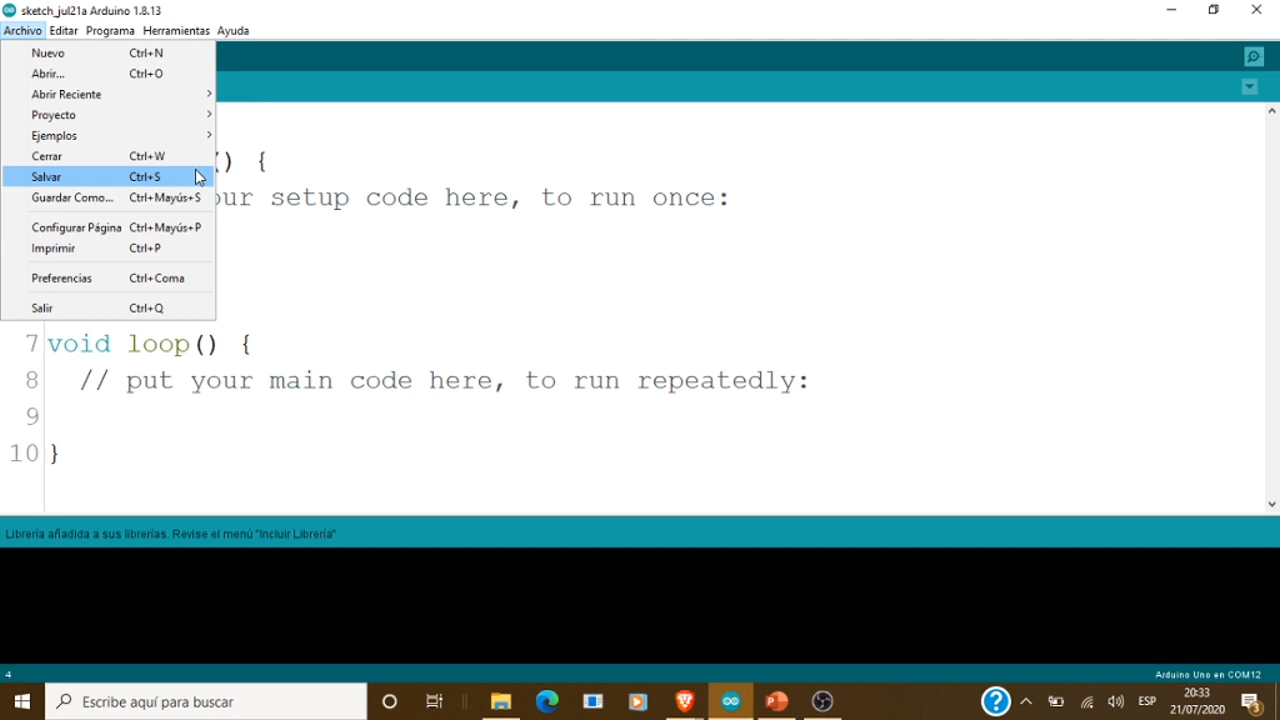 sketch_jul21a Arduino 1.8.13
Archivo Editar Programa Herramientas Ayuda
Nuevo Ctrl+N
Abrir... Ctrl+O
Abrir Reciente
Proyecto
Ejemplos
Cerrar Ctrl+W
Salvar Ctrl+S
Guardar Como... Ctrl+Mayús+S
Configurar Página Ctrl+Mayús+P
Imprimir Ctrl+P
Preferencias Ctrl+Coma
Salir Ctrl+Q
() {
our setup code here, to run once:
7 void loop() {
8 // put your main code here, to run repeatedly:
9
10 }
Librería añadida a sus librerías. Revise el menú "Incluir Librería"
4 Arduino Uno en COM12
Escribe aquí para buscar
ESP
20:33
21/07/2020
3